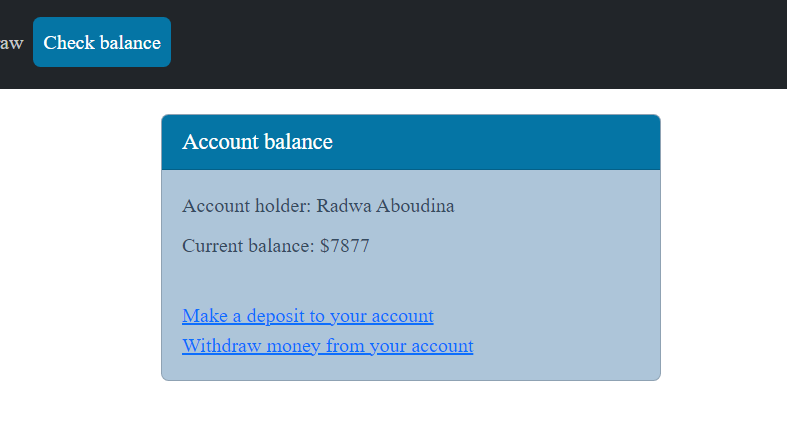 aw Check balance
Account balance
Account holder: Radwa Aboudina
Current balance: $7877
Make a deposit to your account
Withdraw money from your account